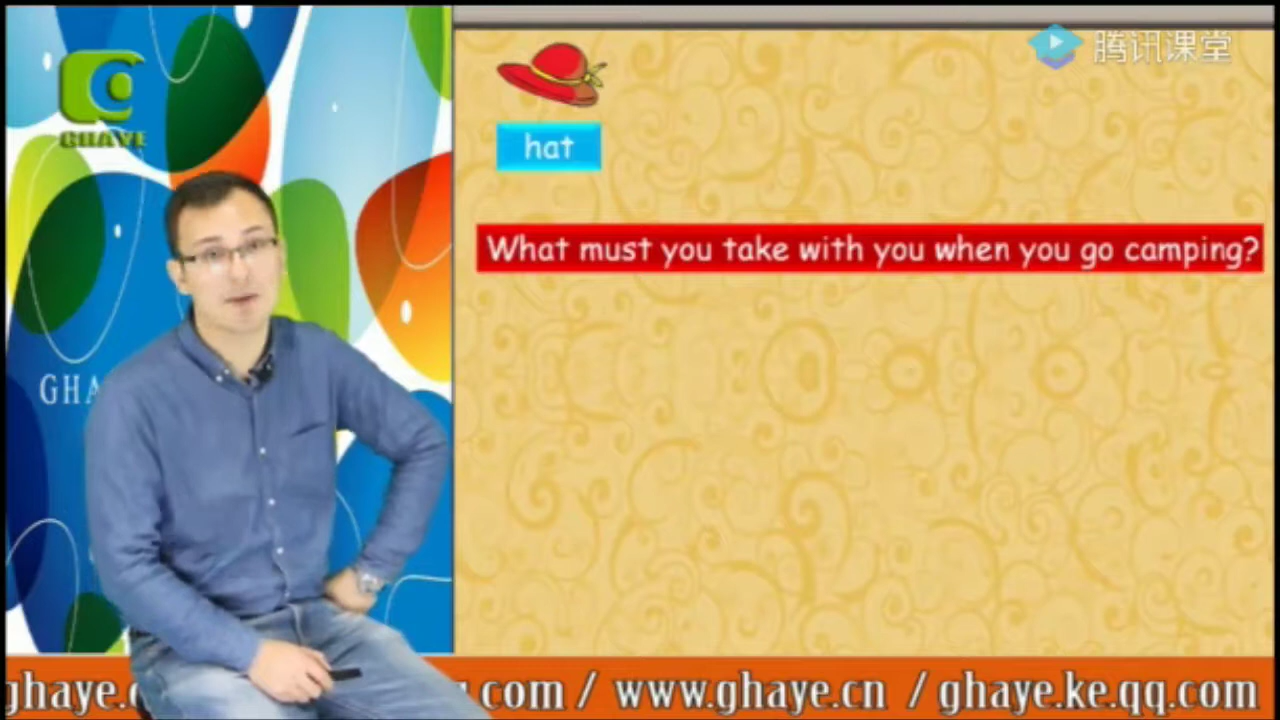 GHAYE
腾讯课堂
hat
What must you take with you when you go camping?
GHA
ghaye.c
.com / www.ghaye.cn / ghaye.ke.qq.com